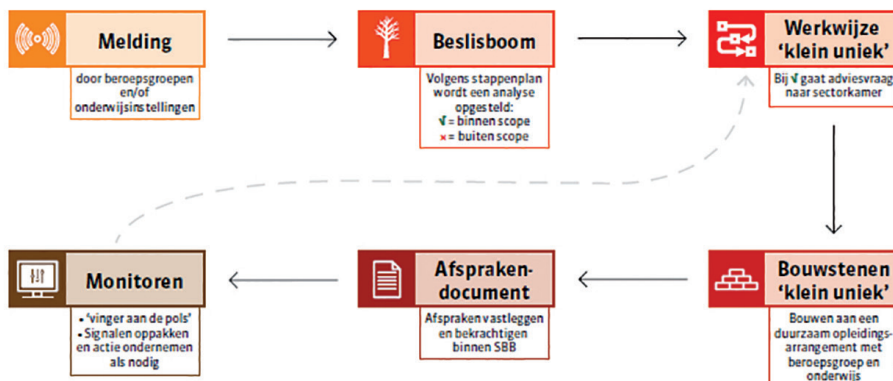 Melding
door beroepsgroepen
en/of
onderwijsinstellingen
Beslisboom
Volgens stappenplan
wordt een analyse
opgesteld:
√ = binnen scope
× = buiten scope
Werkwijze
‘klein uniek’
Bij √ gaat adviesvraag
naar sectorkamer
Bouwstenen
‘klein uniek’
Bouwen aan een
duurzaam opleidings-
arrangement met
beroepsgroep en
onderwijs
Afspraken-
document
Afspraken vastleggen
en bekrachtigen
binnen SBB
Monitoren
• ‘vinger aan de pols’
• Signalen oppakken
en actie ondernemen
als nodig